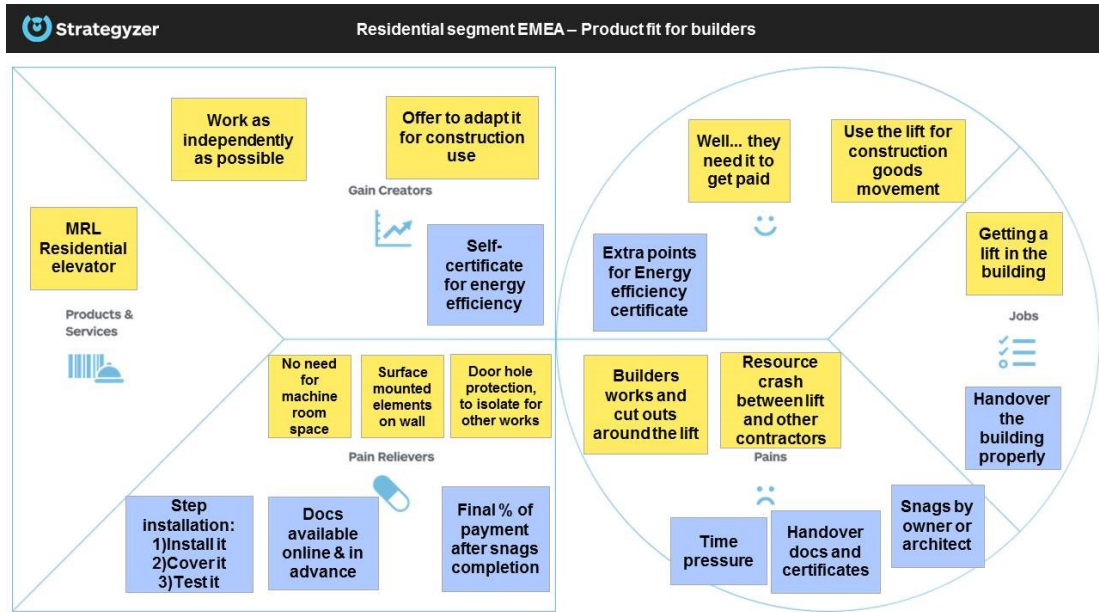 Strategyzer
Residential segment EMEA – Product fit for builders
Work as
independently
as possible
Offer to adapt it
for construction
use
Gain Creators
Self-
certificate
for energy
efficiency
MRL
Residential
elevator
Products &
Services
No need
for
machine
room
space
Surface
mounted
elements
on wall
Door hole
protection,
to isolate for
other works
Pain Relievers
Step
installation:
1)Install it
2)Cover it
3)Test it
Docs
available
online & in
advance
Final % of
payment
after snags
completion
Well... they
need it to
get paid
Use the lift for
construction
goods
movement
Extra points
for Energy
efficiency
certificate
Getting a
lift in the
building
Jobs
Handover
the
building
properly
Builders
works and
cut outs
around the lift
Resource
crash
between lift
and other
contractors
Pains
Time
pressure
Handover
docs and
certificates
Snags by
owner or
architect